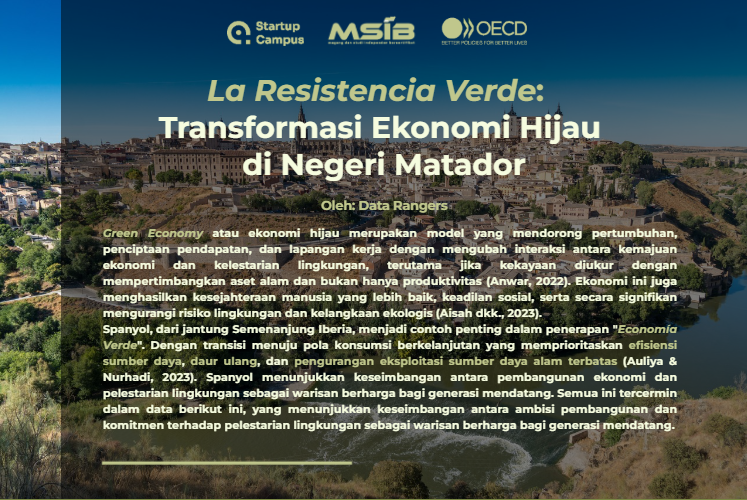 Startup
Campus
MSIB
OECD
BETTER POLICIES FOR BETTER LIVES
La Resistencia Verde:
Transformasi Ekonomi Hijau
di Negeri Matador
Oleh: Data Rangers
Green Economy atau ekonomi hijau merupakan model yang mendorong pertumbuhan,
penciptaan pendapatan, dan lapangan kerja dengan mengubah interaksi antara kemajuan
ekonomi dan kelestarian lingkungan, terutama jika kekayaan diukur dengan
mempertimbangkan aset alam dan bukan hanya produktivitas (Anwar, 2022). Ekonomi ini juga
menghasilkan kesejahteraan manusia yang lebih baik, keadilan sosial, serta secara signifikan
mengurangi risiko lingkungan dan kelangkaan ekologis (Aisah dkk., 2023).
Spanyol, dari jantung Semenanjung Iberia, menjadi contoh penting dalam penerapan "Economía
Verde". Dengan transisi menuju pola konsumsi berkelanjutan yang memprioritaskan efisiensi
sumber daya, daur ulang, dan pengurangan eksploitasi sumber daya alam terbatas (Auliya &
Nurhadi, 2023). Spanyol menunjukkan keseimbangan antara pembangunan ekonomi dan
pelestarian lingkungan sebagai warisan berharga bagi generasi mendatang. Semua ini tercermin
dalam data berikut ini, yang menunjukkan keseimbangan antara ambisi pembangunan dan
komitmen terhadap pelestarian lingkungan sebagai warisan berharga bagi generasi mendatang.